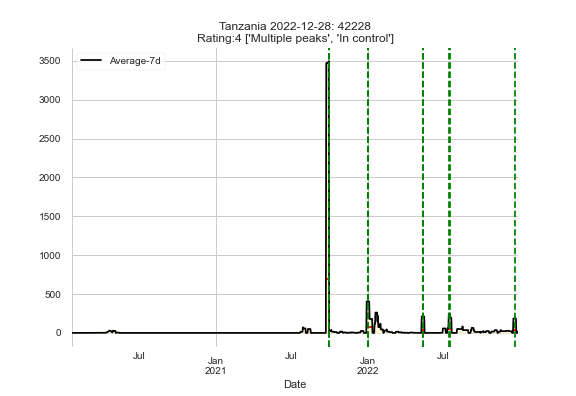 Tanzania 2022-12-28: 42228
Rating:4 ['Multiple peaks', 'In control']
Average-7d
3500
3000
2500
2000
1500
1000
500
0
Jul
Jan
2021
Jul
Jan
2022
Jul
Date